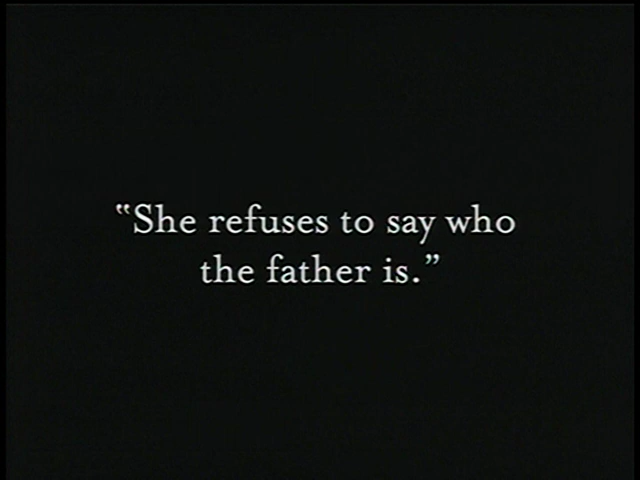 “She refuses to say who
the father is.”